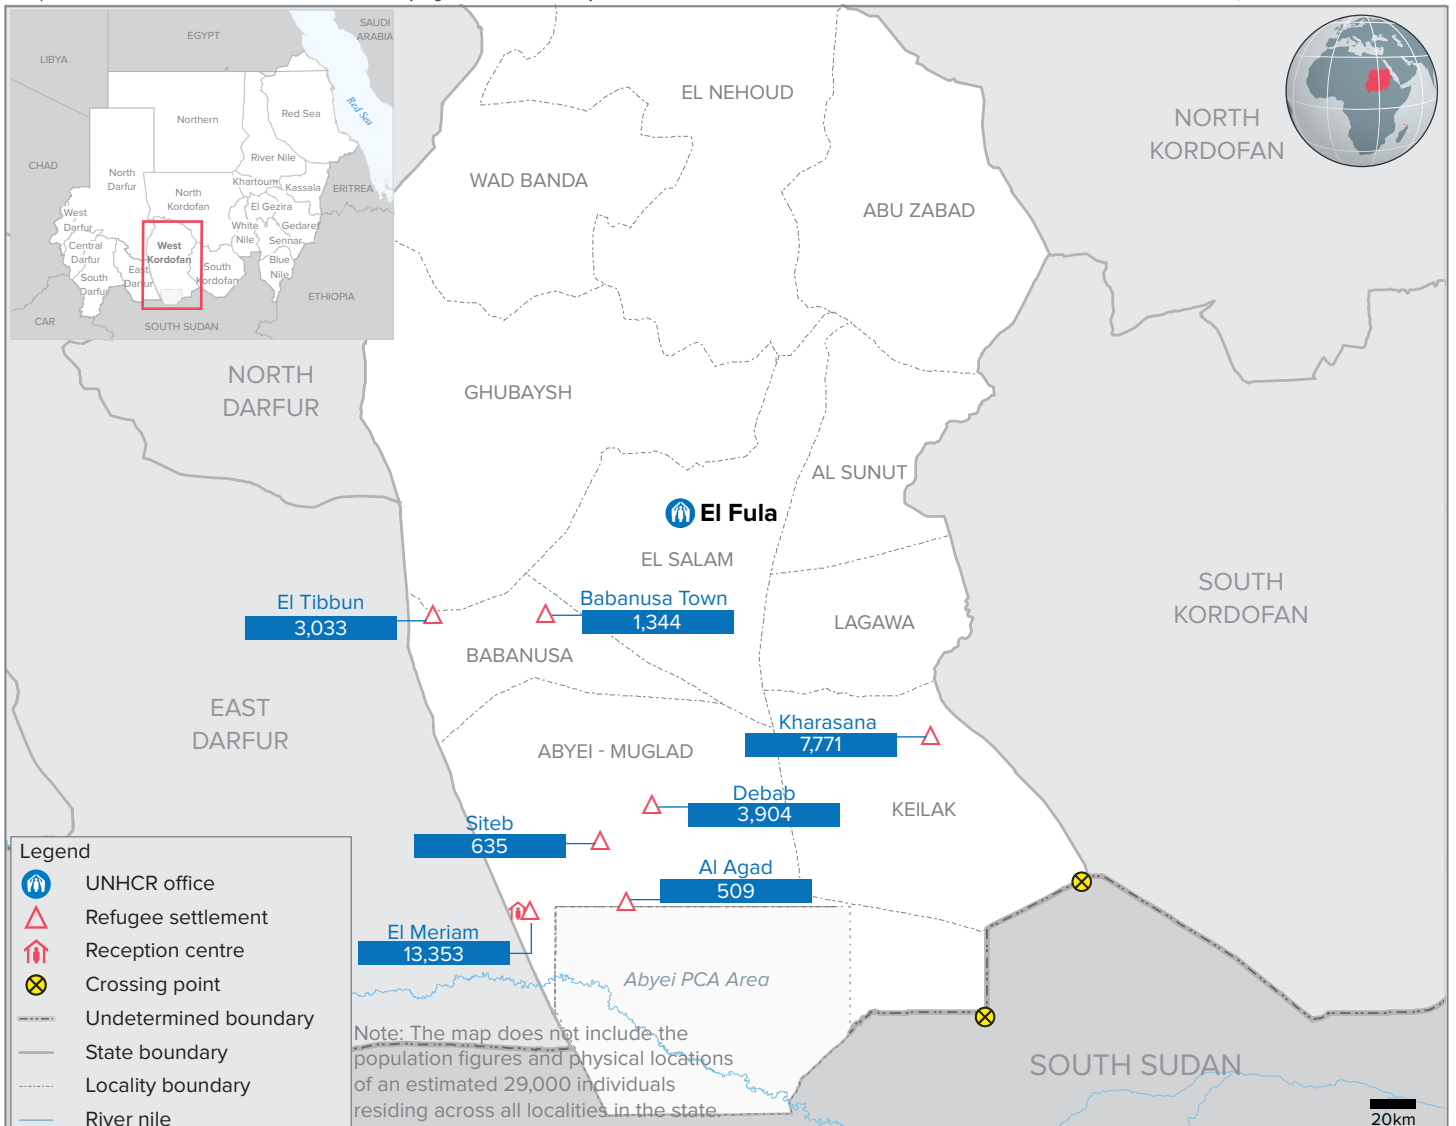 SAUDI
ARABIA
EGYPT
LIBYA
Red Sea
Northern
Red Sea
CHAD
River Nile
North
Darfur
Khartoum
Kassala
ERITREA
North
Kordofan
El Gezira
West
Darfur
White
Nile
Gedaref
Sennar
Central
Darfur
West
Kordofan
East
Darfur
South
Kordofan
Blue
Nile
South
Darfur
ETHIOPIA
CAR
SOUTH SUDAN
EL NEHOUD
NORTH
KORDOFAN
WAD BANDA
ABU ZABAD
NORTH
DARFUR
GHUBAYSH
AL SUNUT
El Fula
EL SALAM
SOUTH
KORDOFAN
El Tibbun
3,033
Babanusa Town
1,344
LAGAWA
BABANUSA
EAST
DARFUR
Kharasana
7,771
ABYEI - MUGLAD
Debab
3,904
KEILAK
Siteb
635
Al Agad
509
El Meriam
13,353
Abyei PCA Area
SOUTH SUDAN
Legend
UNHCR office
Refugee settlement
Reception centre
Crossing point
Undetermined boundary
State boundary
Locality boundary
River nile
Note: The map does not include the
population figures and physical locations
of an estimated 29,000 individuals
residing across all localities in the state.
20km